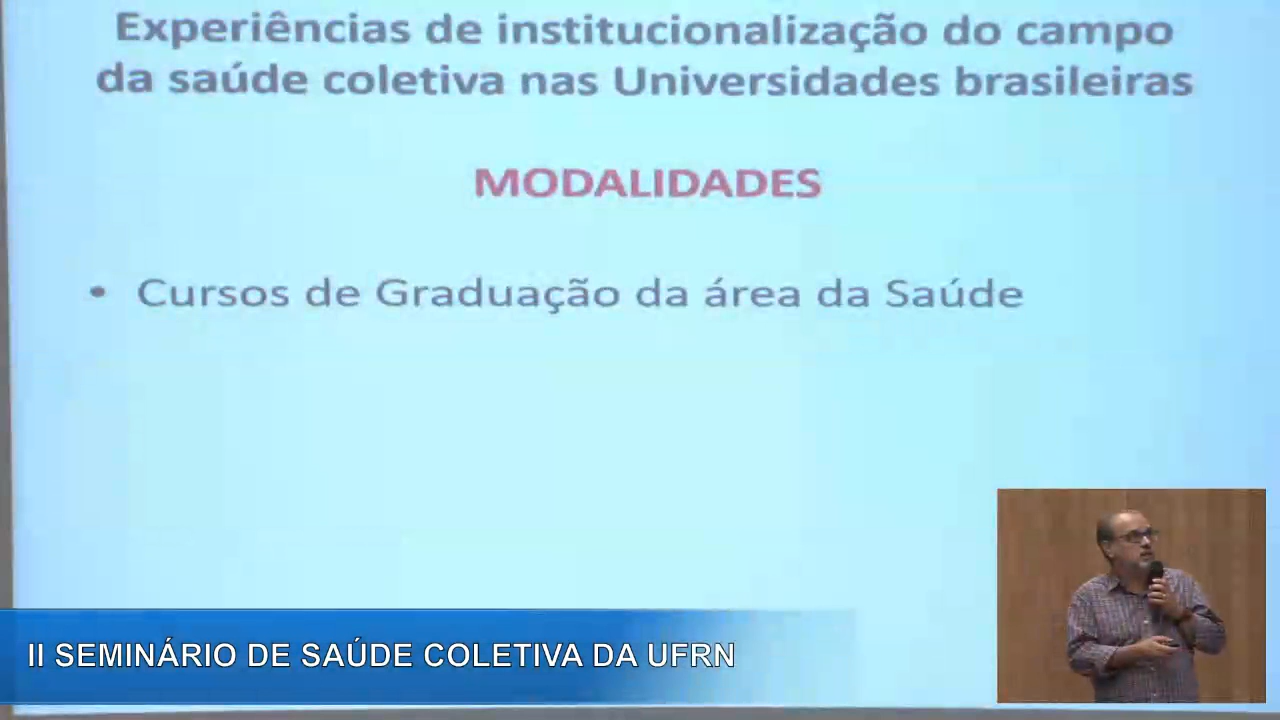 Experiências de institucionalização do campo
da saúde coletiva nas Universidades brasileiras
MODALIDADES
• Cursos de Graduação da área da Saúde
II SEMINÁRIO DE SAÚDE COLETIVA DA UFRN